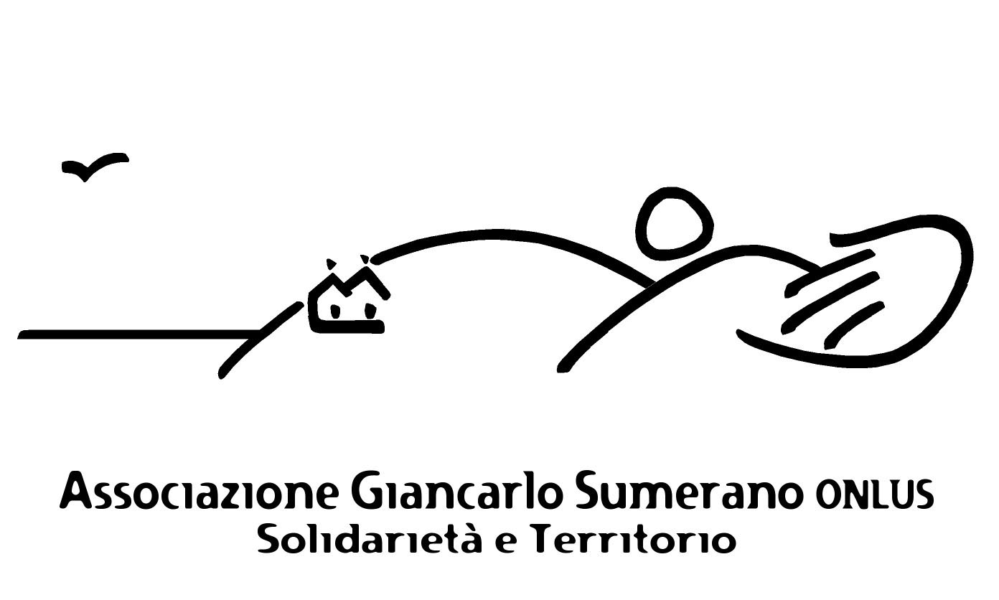 Associazione Giancarlo Sumerano ONLUS
Solidarietà e Territorio